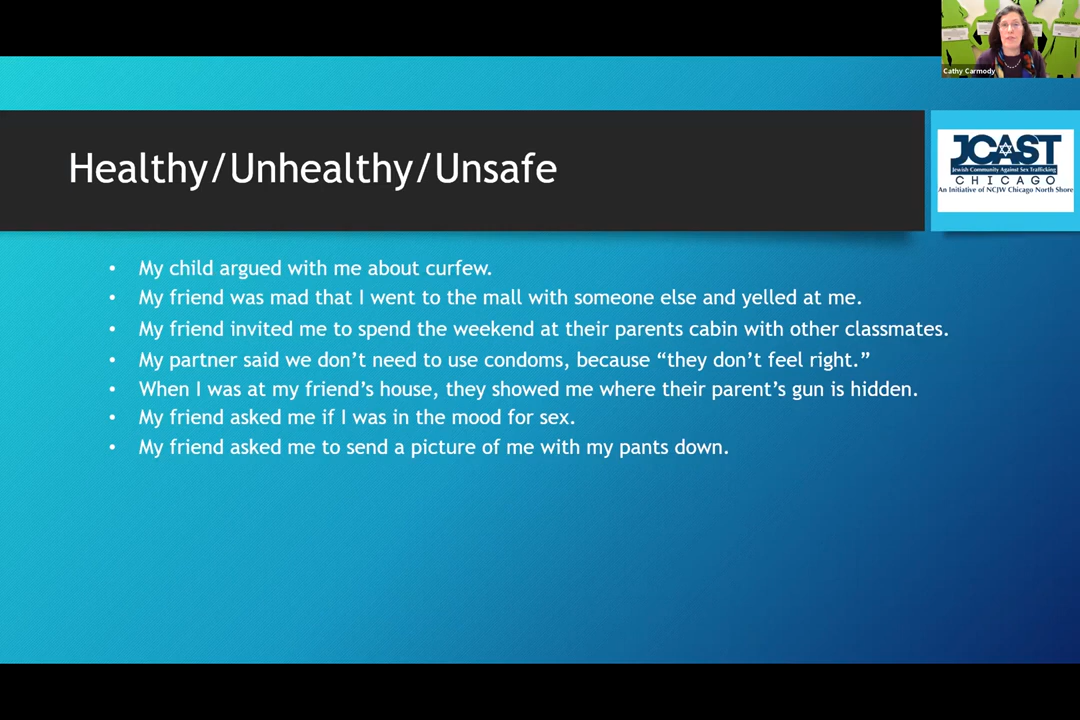 Cathy Carmody
Healthy/Unhealthy/Unsafe
JCAST
Jewish Community Against Sex Trafficking
CHICAGO
An Initiative of NCJW Chicago North Shore
• My child argued with me about curfew.
• My friend was mad that I went to the mall with someone else and yelled at me.
• My friend invited me to spend the weekend at their parents cabin with other classmates.
• My partner said we don’t need to use condoms, because “they don’t feel right.”
• When I was at my friend’s house, they showed me where their parent’s gun is hidden.
• My friend asked me if I was in the mood for sex.
• My friend asked me to send a picture of me with my pants down.